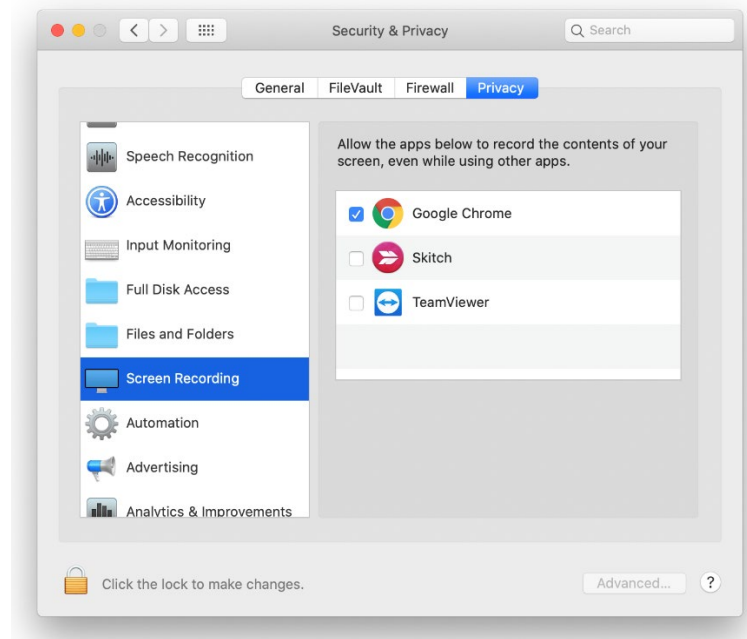 Security & Privacy
Search
General
FileVault
Firewall
Privacy
Speech Recognition
Accessibility
Input Monitoring
Full Disk Access
Files and Folders
Screen Recording
Automation
Advertising
Analytics & Improvements
Allow the apps below to record the contents of your
screen, even while using other apps.
Google Chrome
Skitch
TeamViewer
Click the lock to make changes.
Advanced...
?